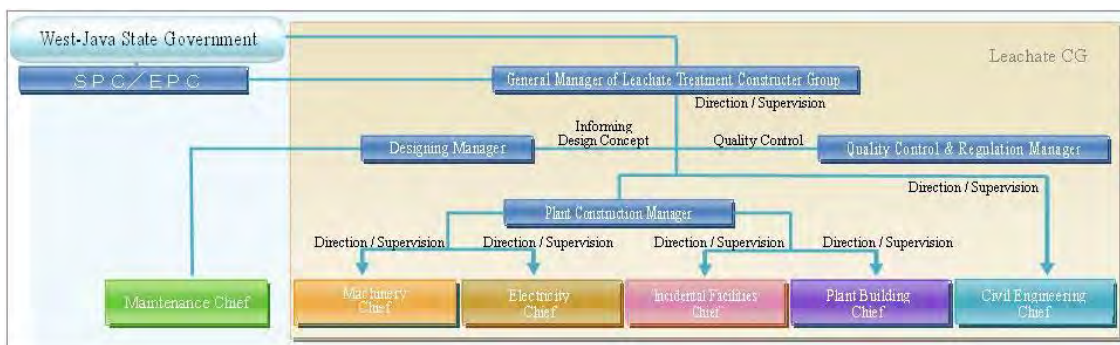 West-Java State Government
Leachate CG
SPC／EPC
General Manager of Leachate Treatment Constructer Group
Direction / Supervision
Informing
Design Concept
Quality Control
Designing Manager
Quality Control & Regulation Manager
Direction / Supervision
Plant Construction Manager
Direction / Supervision
Direction / Supervision
Direction / Supervision
Direction / Supervision
Maintenance Chief
Machinery
Chief
Electricity
Chief
Incidental Facilities
Chief
Plant Building
Chief
Civil Engineering
Chief